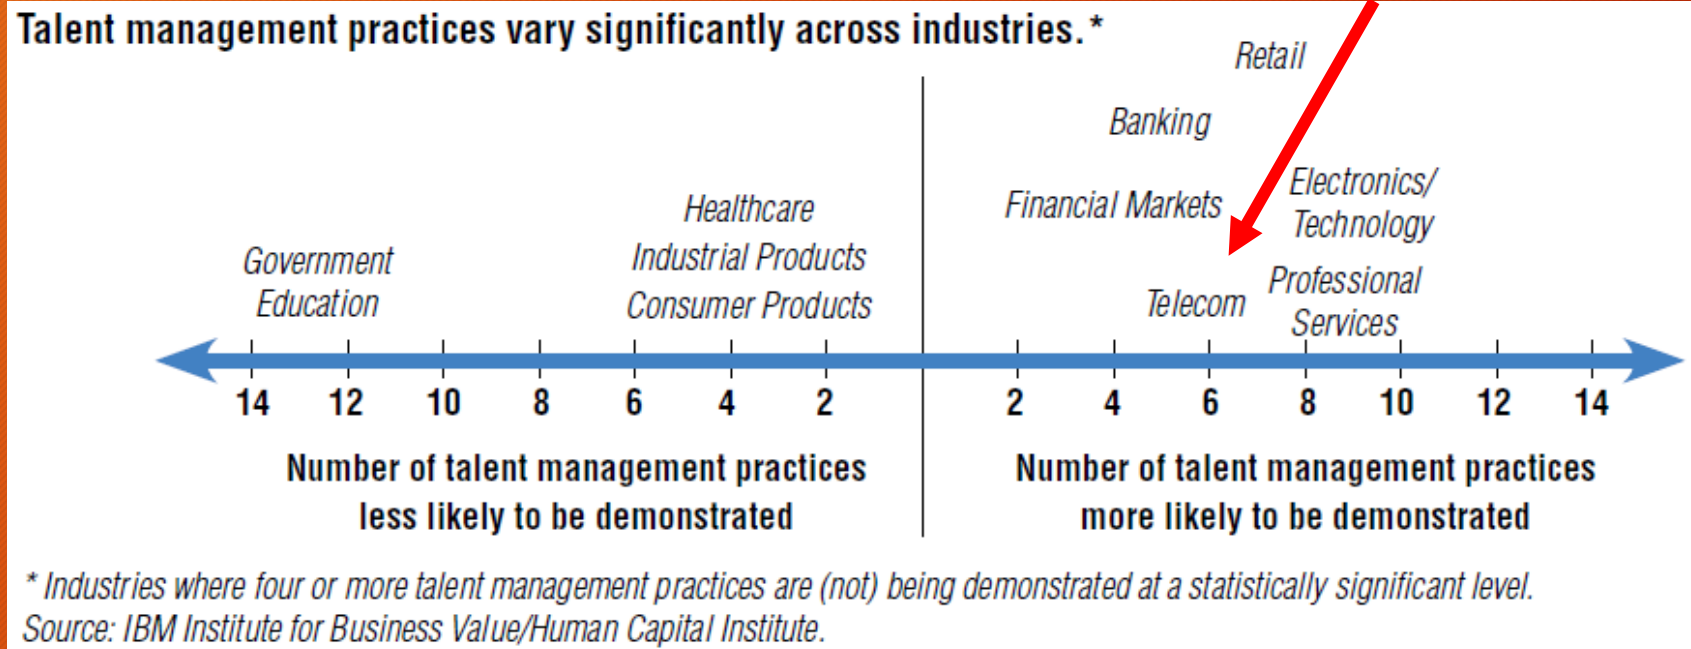 Talent management practices vary significantly across industries.*
Retail
Banking
Financial Markets
Electronics/
Technology
Healthcare
Industrial Products
Consumer Products
Government
Education
Telecom
Professional
Services
14 12 10 8 6 4 2 2 4 6 8 10 12 14
Number of talent management practices
less likely to be demonstrated
Number of talent management practices
more likely to be demonstrated
* Industries where four or more talent management practices are (not) being demonstrated at a statistically significant level.
Source: IBM Institute for Business Value/Human Capital Institute.